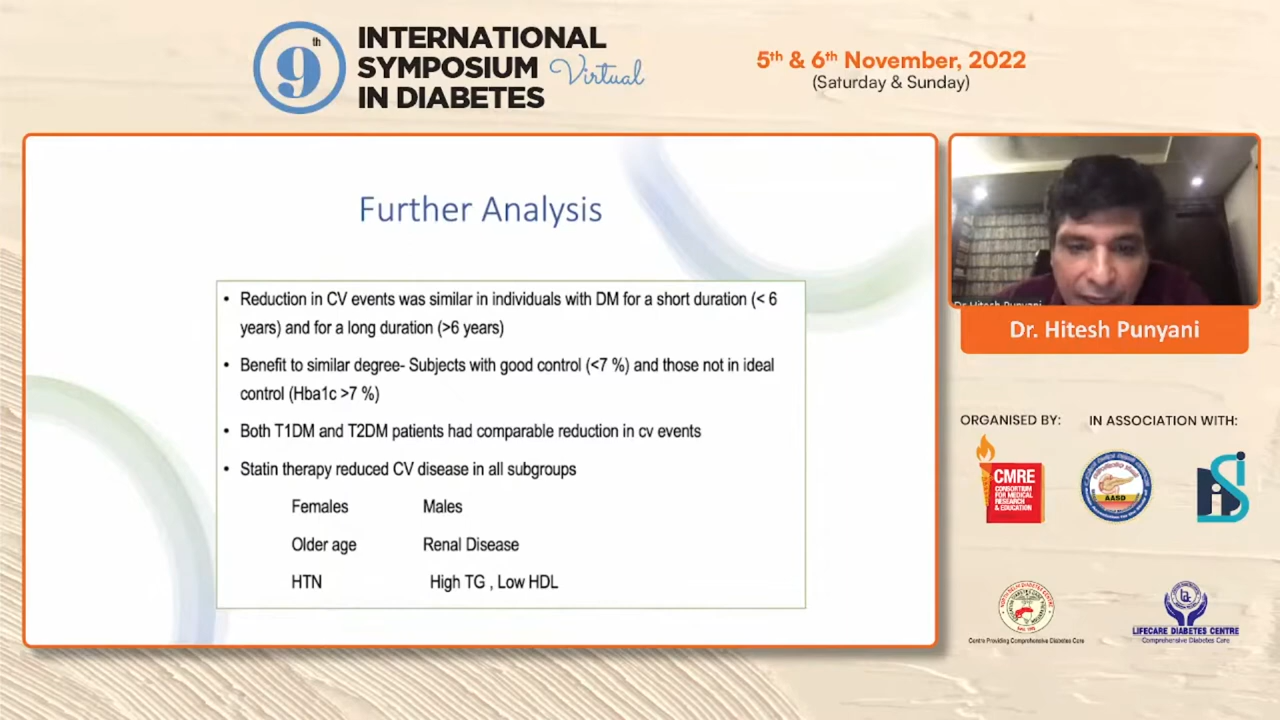 9th
INTERNATIONAL
SYMPOSIUM Virtual
IN DIABETES
5th & 6th November, 2022
(Saturday & Sunday)
Further Analysis
• Reduction in CV events was similar in individuals with DM for a short duration (< 6
years) and for a long duration (>6 years)
• Benefit to similar degree- Subjects with good control (<7 %) and those not in ideal
control (Hba1c >7 %)
• Both T1DM and T2DM patients had comparable reduction in cv events
• Statin therapy reduced CV disease in all subgroups
Females Males
Older age Renal Disease
HTN High TG , Low HDL
Dr Hitesh Punyani
Dr. Hitesh Punyani
ORGANISED BY: IN ASSOCIATION WITH:
CMRE
CONSORTIUM
FOR MEDICAL
RESEARCH
& EDUCATION
AASD
Centre Providing Comprehensive Diabetes Care
LIFECARE DIABETES CENTRE
Comprehensive Diabetes Care